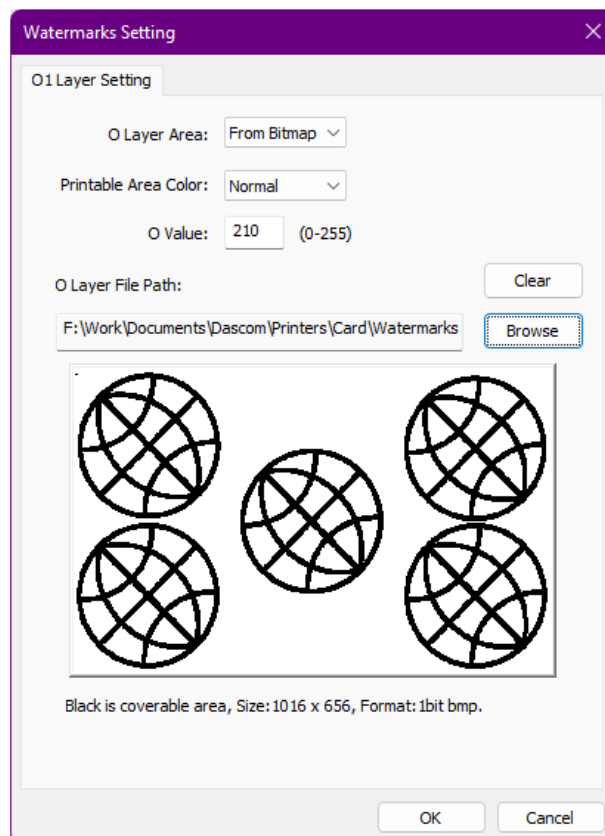 Watermarks Setting
O1 Layer Setting
O Layer Area: From Bitmap
Printable Area Color: Normal
O Value: 210 (0-255)
Clear
O Layer File Path:
F:\Work\Documents\Dascom\Printers\Card\Watermarks Browse
Black is coverable area, Size:1016 x 656, Format:1bit bmp.
OK Cancel